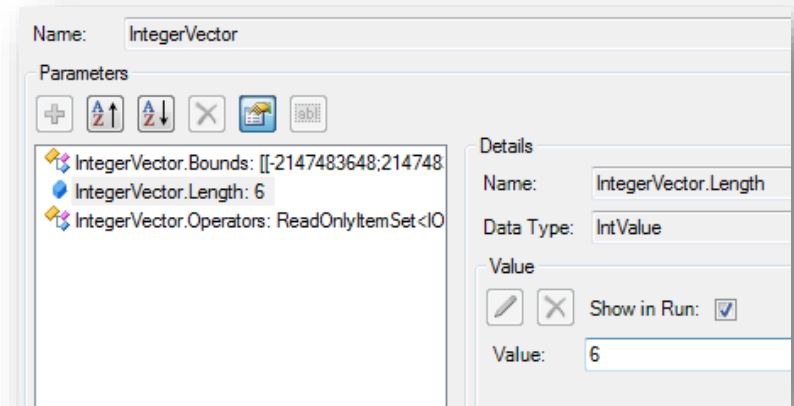 Name: IntegerVector
Parameters
IntegerVector.Bounds: [[-2147483648;214748
IntegerVector.Length: 6
IntegerVector.Operators: ReadOnlyItemSet<IO
Details
Name: IntegerVector.Length
Data Type: IntValue
Value
Show in Run:
Value: 6